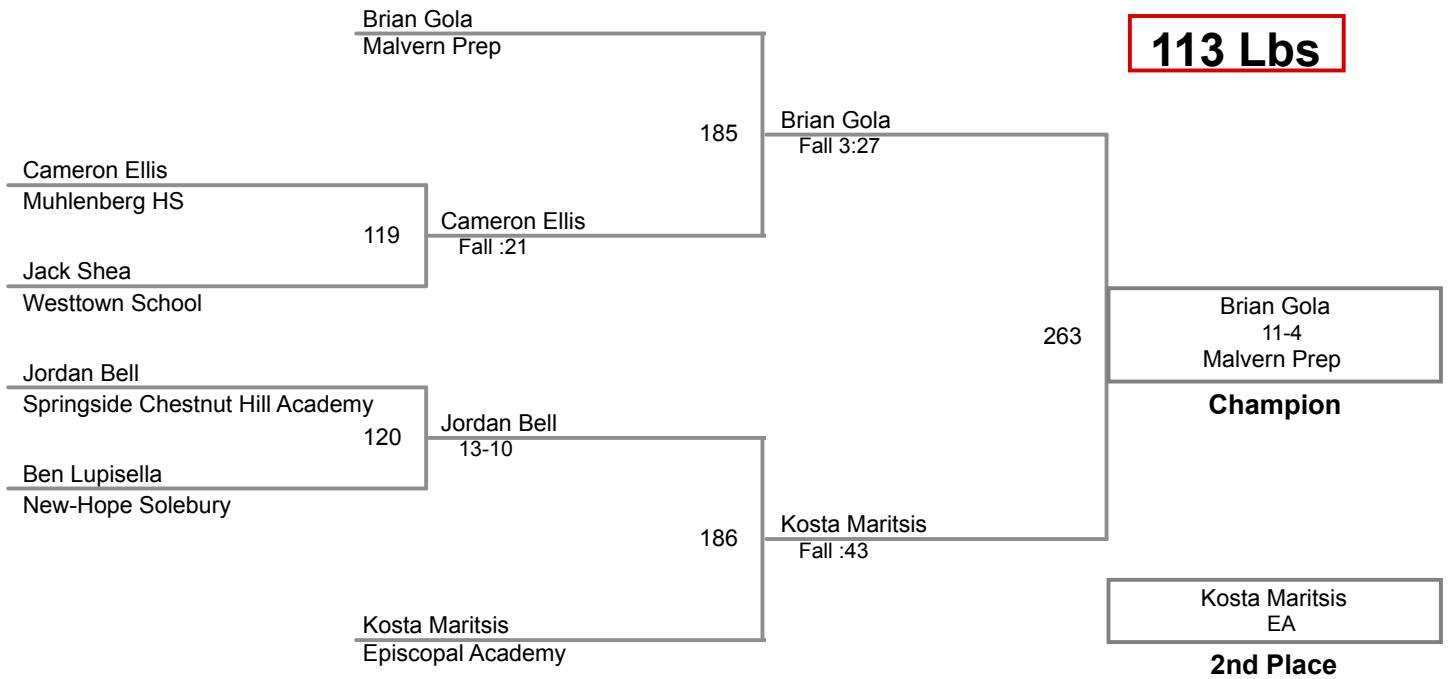 Brian Gola
Malvern Prep
113 Lbs
185
Brian Gola
Fall 3:27
Cameron Ellis
Muhlenberg HS
119
Cameron Ellis
Fall :21
Jack Shea
Westtown School
263
Brian Gola
11-4
Malvern Prep
Champion
Jordan Bell
Springside Chestnut Hill Academy
120
Jordan Bell
13-10
Ben Lupisella
New-Hope Solebury
186
Kosta Maritsis
Fall :43
Kosta Maritsis
EA
2nd Place
Kosta Maritsis
Episcopal Academy